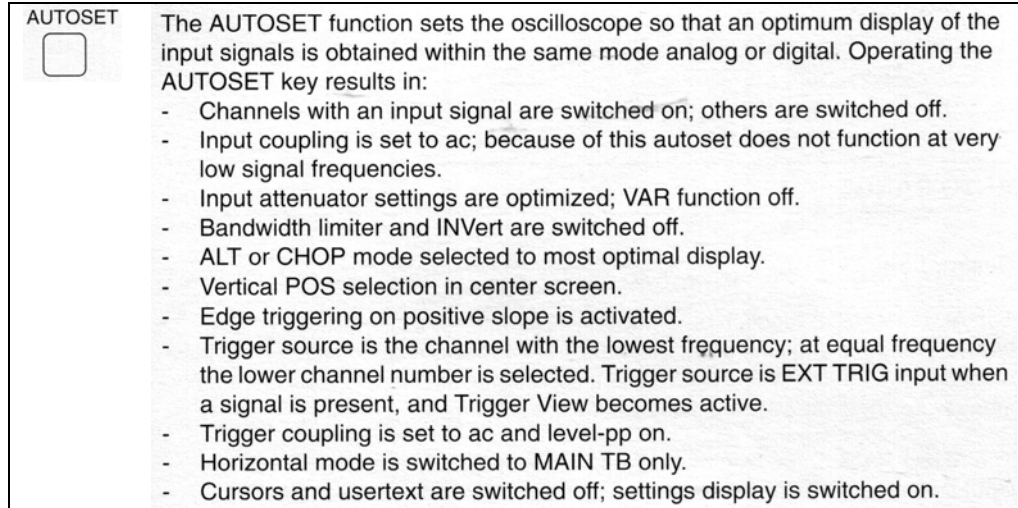 AUTOSET
The AUTOSET function sets the oscilloscope so that an optimum display of the
input signals is obtained within the same mode analog or digital. Operating the
AUTOSET key results in:
- Channels with an input signal are switched on; others are switched off.
- Input coupling is set to ac; because of this autoset does not function at very
low signal frequencies.
- Input attenuator settings are optimized; VAR function off.
- Bandwidth limiter and INVert are switched off.
- ALT or CHOP mode selected to most optimal display.
- Vertical POS selection in center screen.
- Edge triggering on positive slope is activated.
- Trigger source is the channel with the lowest frequency; at equal frequency
the lower channel number is selected. Trigger source is EXT TRIG input when
a signal is present, and Trigger View becomes active.
- Trigger coupling is set to ac and level-pp on.
- Horizontal mode is switched to MAIN TB only.
- Cursors and usertext are switched off; settings display is switched on.